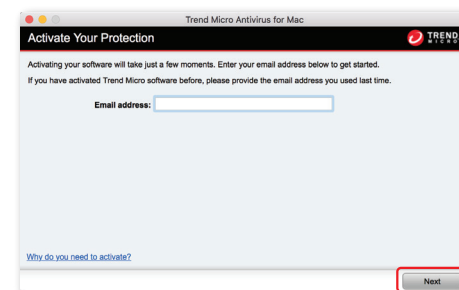 Trend Micro Antivirus for Mac
Activate Your Protection
TREND
MICRO
Activating your software will take just a few moments. Enter your email address below to get started.
If you have activated Trend Micro software before, please provide the email address you used last time.
Email address:
Why do you need to activate?
Next